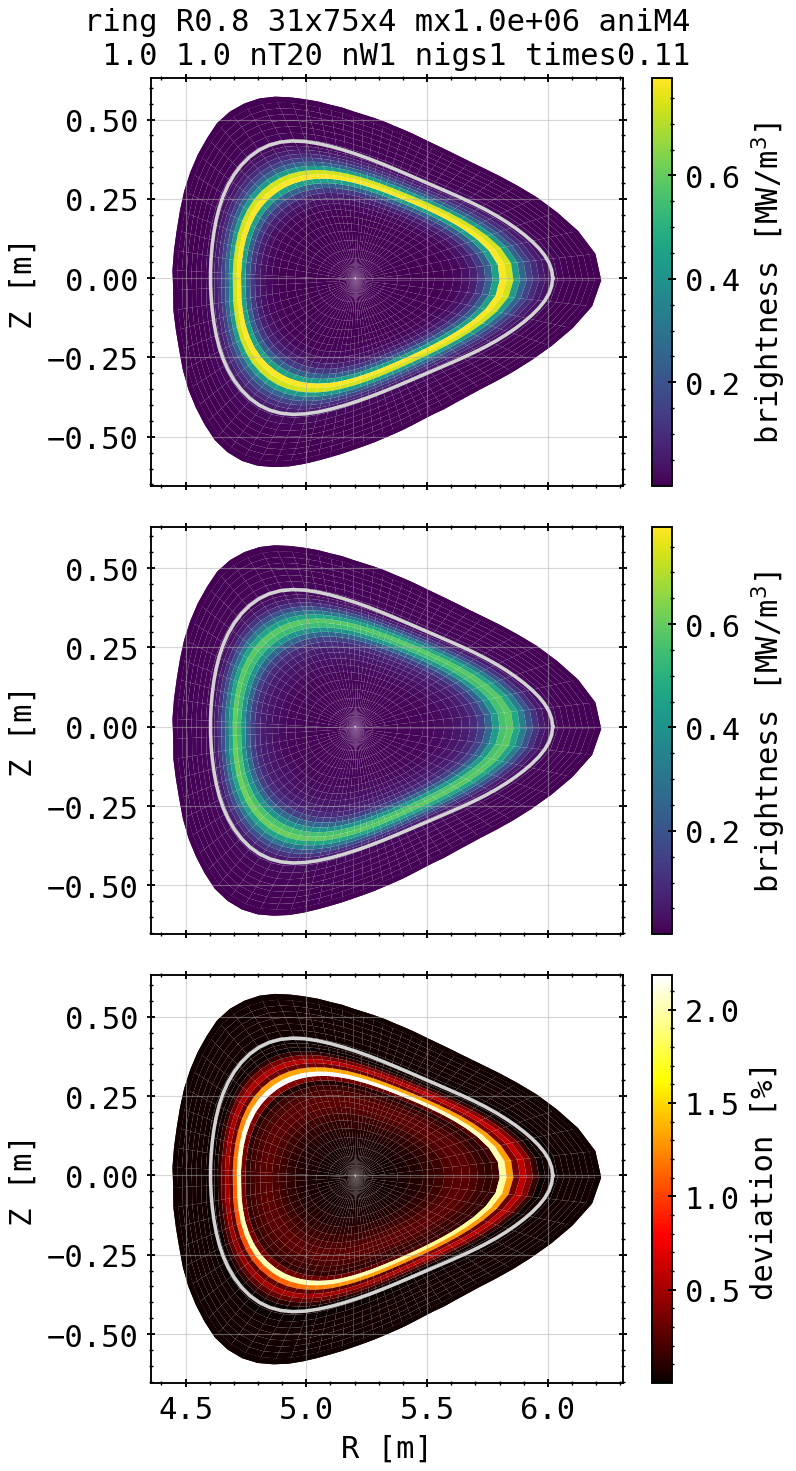 ring R0.8 31x75x4 mx1.0e+06 aniM4
1.0 1.0 nT20 nW1 nigs1 times0.11
0.50
0.25
0.00
−0.25
−0.50
Z [m]
0.6
0.4
0.2
brightness [MW/m³]
0.50
0.25
0.00
−0.25
−0.50
Z [m]
0.6
0.4
0.2
brightness [MW/m³]
0.50
0.25
0.00
−0.25
−0.50
Z [m]
2.0
1.5
1.0
0.5
deviation [%]
4.5 5.0 5.5 6.0
R [m]